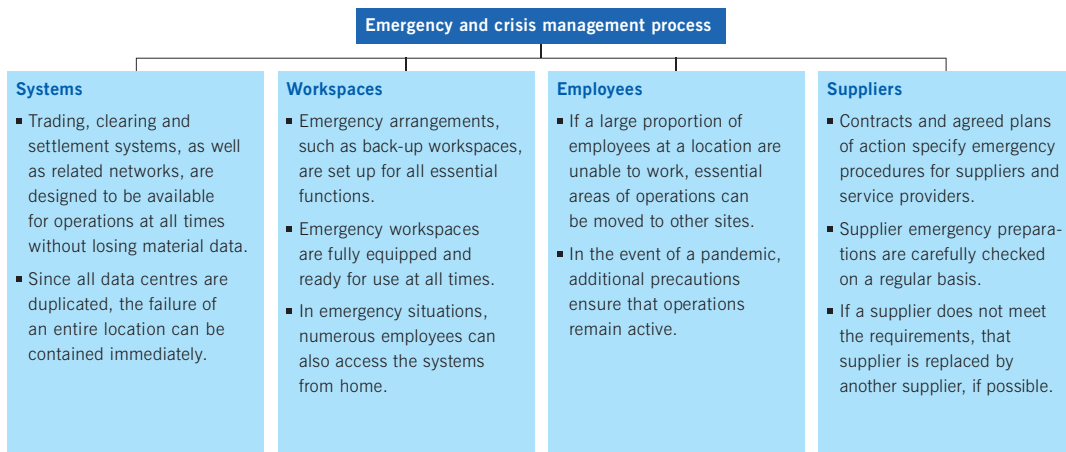 Emergency and crisis management process
Systems
▪ Trading, clearing and
settlement systems, as well
as related networks, are
designed to be available
for operations at all times
without losing material data.
▪ Since all data centres are
duplicated, the failure of
an entire location can be
contained immediately.
Workspaces
▪ Emergency arrangements,
such as back-up workspaces,
are set up for all essential
functions.
▪ Emergency workspaces
are fully equipped and
ready for use at all times.
▪ In emergency situations,
numerous employees can
also access the systems
from home.
Employees
▪ If a large proportion of
employees at a location are
unable to work, essential
areas of operations can
be moved to other sites.
▪ In the event of a pandemic,
additional precautions
ensure that operations
remain active.
Suppliers
▪ Contracts and agreed plans
of action specify emergency
procedures for suppliers and
service providers.
▪ Supplier emergency prepara-
tions are carefully checked
on a regular basis.
▪ If a supplier does not meet
the requirements, that
supplier is replaced by
another supplier, if possible.